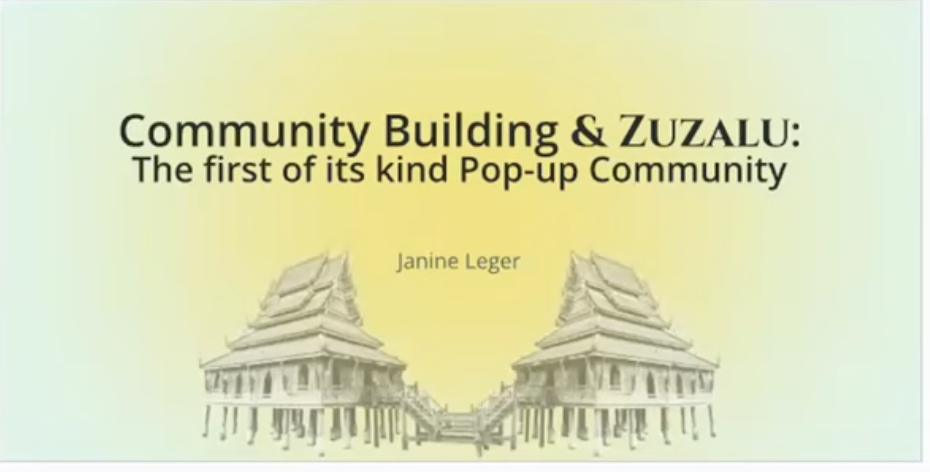 Community Building & ZUZALU:
The first of its kind Pop-up Community
Janine Leger